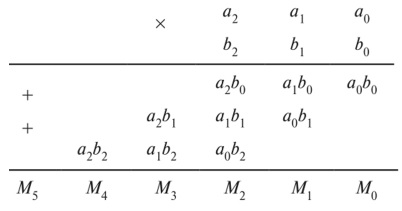 × a₂ a₁ a₀
b₂ b₁ b₀
+ a₂b₀ a₁b₀ a₀b₀
+ a₂b₁ a₁b₁ a₀b₁
a₂b₂ a₁b₂ a₀b₂
M₅ M₄ M₃ M₂ M₁ M₀